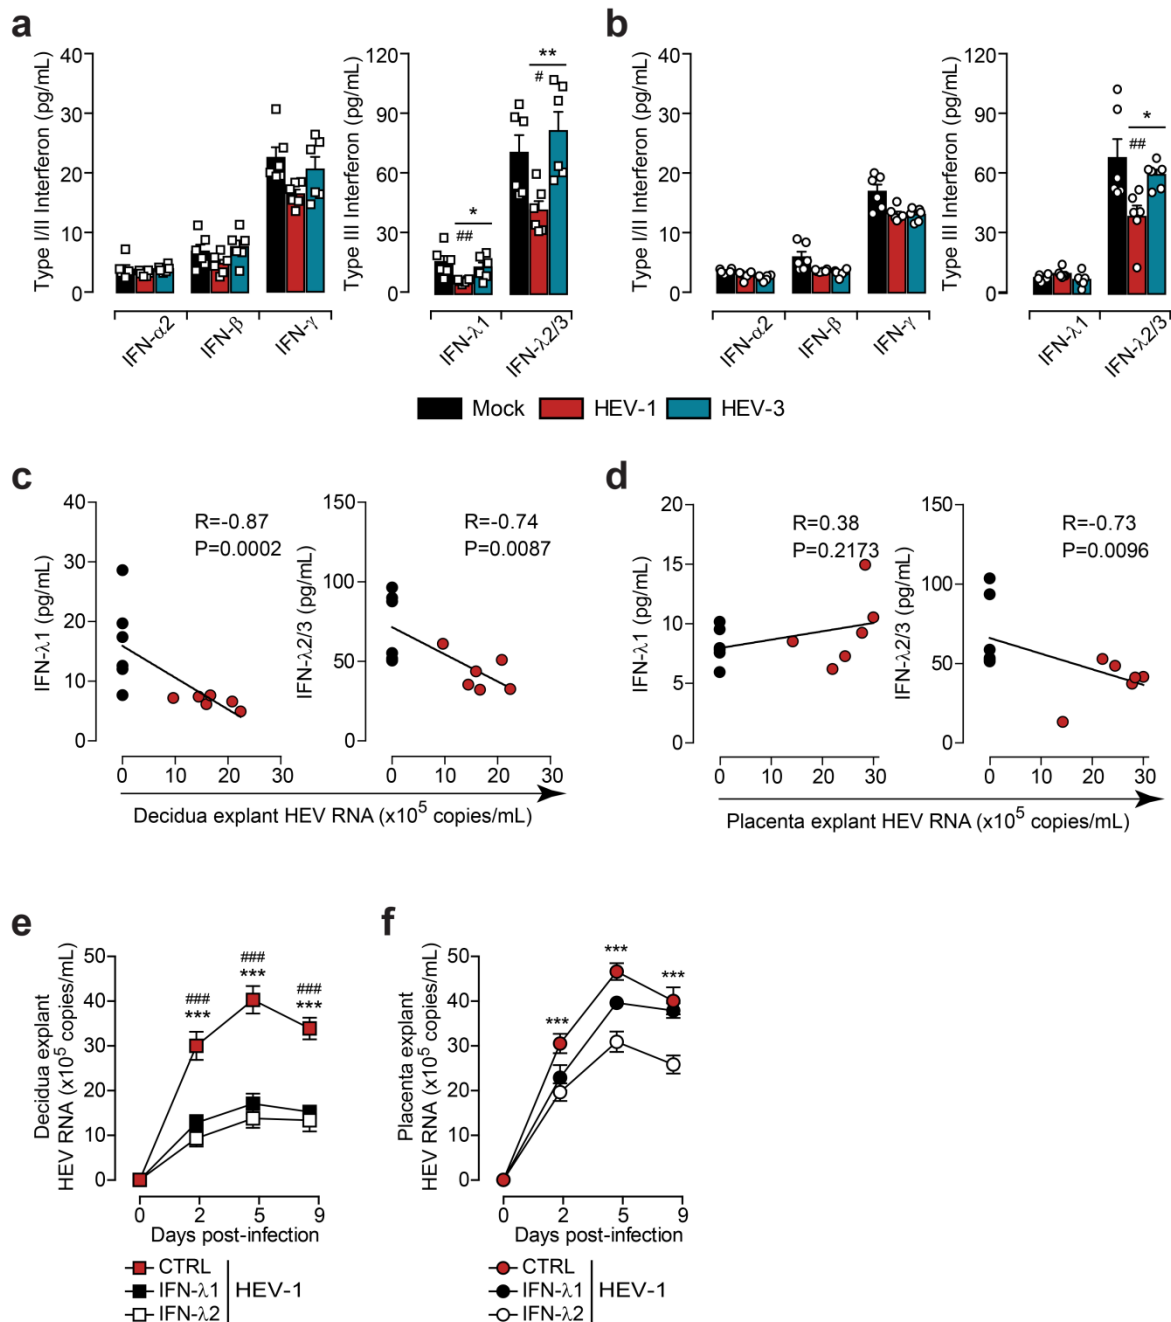 a
b
Type I/II Interferon (pg/mL)
40
30
20
10
0
IFN-α2
IFN-β
IFN-γ
Type III Interferon (pg/mL)
120
90
60
30
0
**
#
*
##
IFN-λ1
IFN-λ2/3
Type I/II Interferon (pg/mL)
40
30
20
10
0
IFN-α2
IFN-β
IFN-γ
Type III Interferon (pg/mL)
120
90
60
30
0
*
##
IFN-λ1
IFN-λ2/3
Mock
HEV-1
HEV-3
c
d
IFN-λ1 (pg/mL)
40
30
20
10
0
R=-0.87
P=0.0002
0 10 20 30
IFN-λ2/3 (pg/mL)
150
100
50
0
R=-0.74
P=0.0087
0 10 20 30
Decidua explant HEV RNA (x10⁵ copies/mL)
IFN-λ1 (pg/mL)
20
15
10
5
0
R=0.38
P=0.2173
0 10 20 30
IFN-λ2/3 (pg/mL)
150
100
50
0
R=-0.73
P=0.0096
0 10 20 30
Placenta explant HEV RNA (x10⁵ copies/mL)
e
f
Decidua explant
HEV RNA (x10⁵ copies/mL)
50
40
30
20
10
0
###
***
###
***
###
***
0 2 5 9
Days post-infection
CTRL
IFN-λ1
IFN-λ2
HEV-1
Placenta explant
HEV RNA (x10⁵ copies/mL)
50
40
30
20
10
0
***
***
***
0 2 5 9
Days post-infection
CTRL
IFN-λ1
IFN-λ2
HEV-1